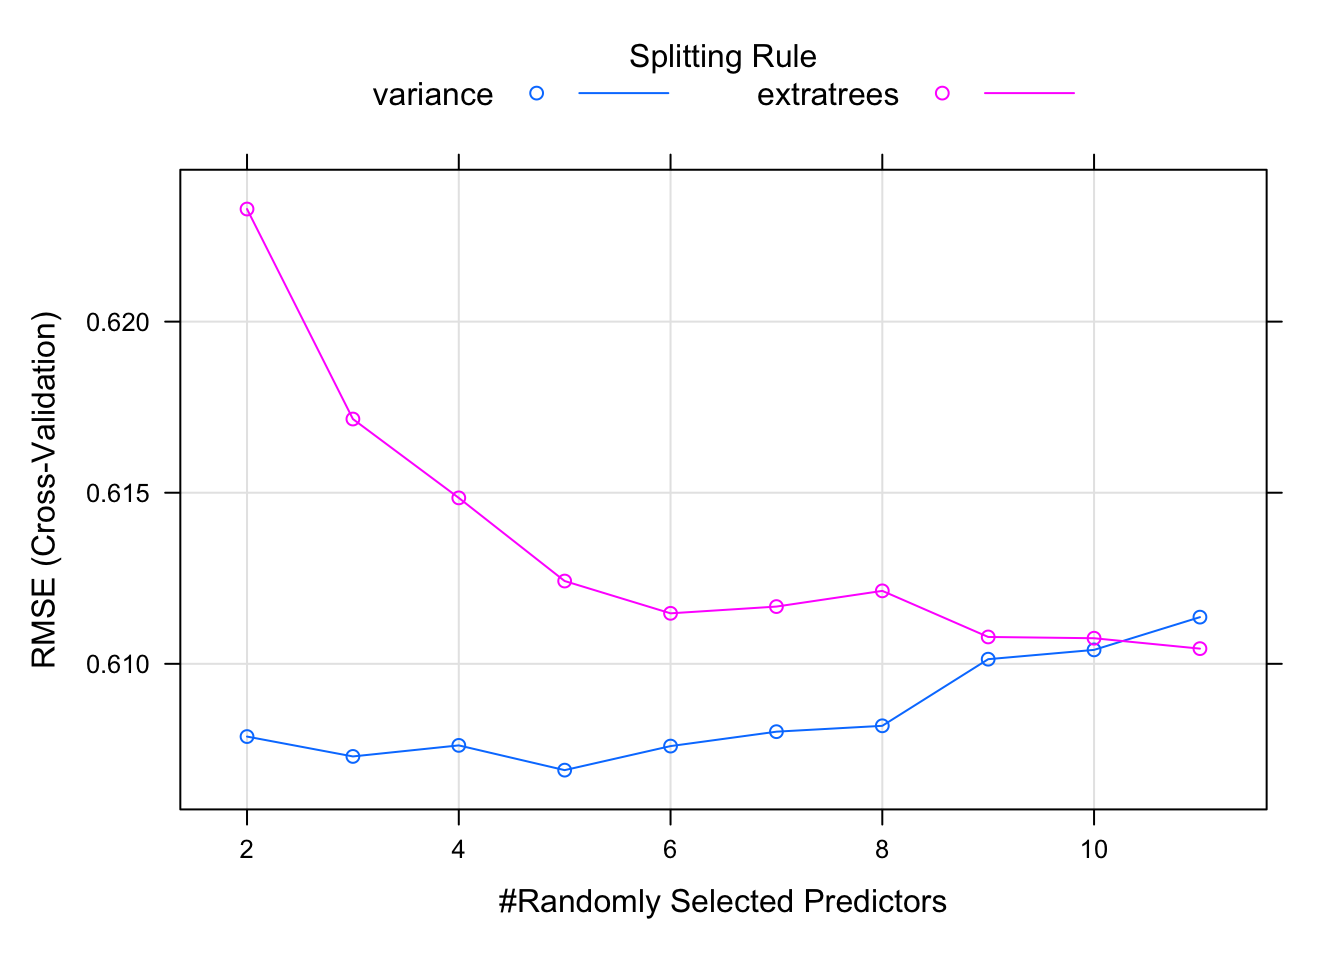 Splitting Rule
variance extratrees
RMSE (Cross-Validation)
0.620
0.615
0.610
2 4 6 8 10
#Randomly Selected Predictors